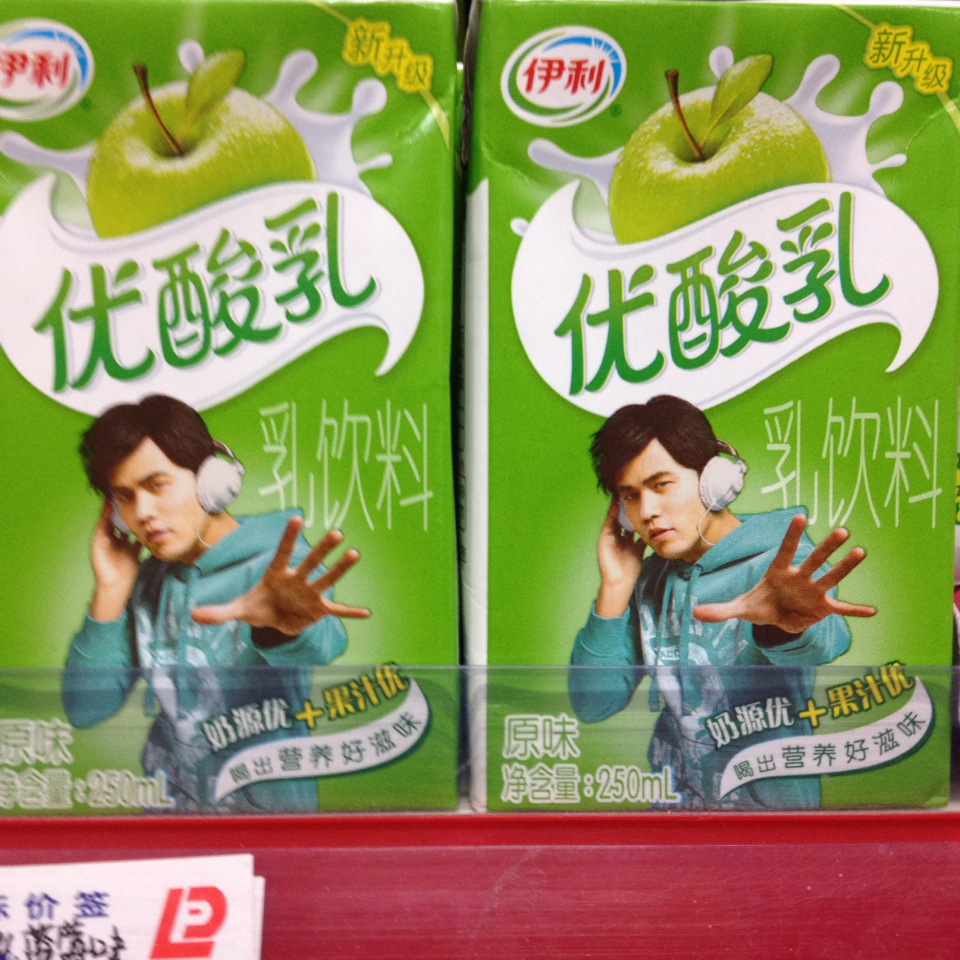 伊利
新升级
优酸乳
乳饮料
奶源优+果汁优
喝出营养好滋味
原味
净含量:250mL
伊利
新升级
优酸乳
乳饮料
奶源优+果汁优
喝出营养好滋味
原味
净含量:250mL
价签